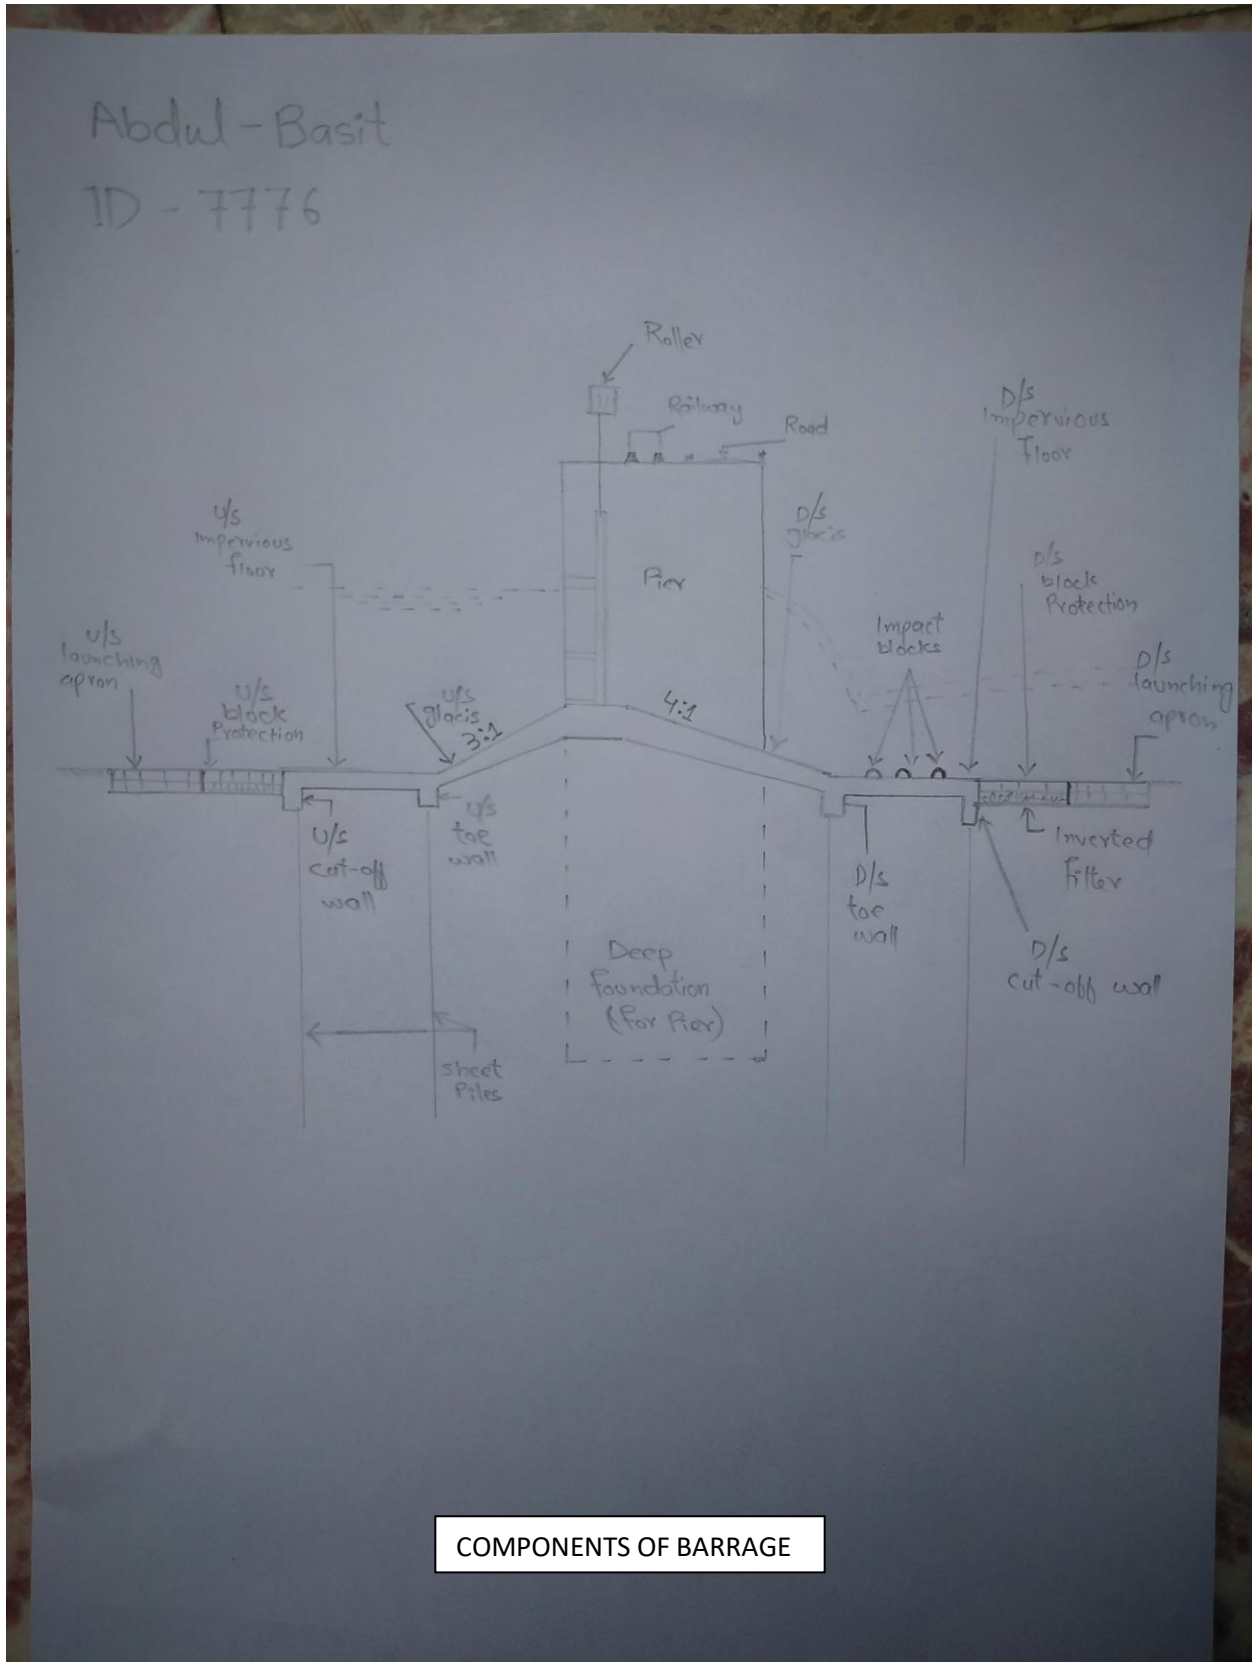 Abdul-Basit
ID - 7776
Roller
Railway
Road
D/s
Impervious
Floor
U/s
Impervious
floor
D/s
glacis
Pier
D/s
block
Protection
Impact
blocks
U/s
launching
apron
U/s
block
Protection
U/s
glacis
3:1
4:1
D/s
launching
apron
U/s
cut-off
wall
U/s
toe
wall
D/s
toe
wall
Inverted
Filter
D/s
cut-off wall
Deep
foundation
(for Pier)
sheet
Piles
COMPONENTS OF BARRAGE